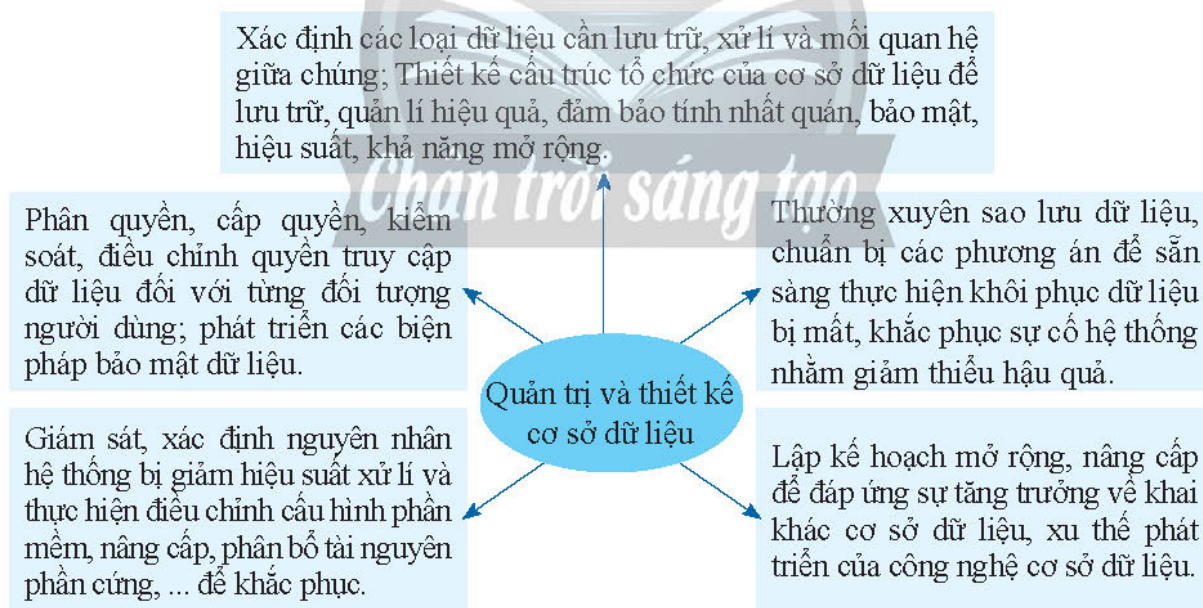 Xác định các loại dữ liệu cần lưu trữ, xử lí và mối quan hệ
giữa chúng; Thiết kế cấu trúc tổ chức của cơ sở dữ liệu để
lưu trữ, quản lí hiệu quả, đảm bảo tính nhất quán, bảo mật,
hiệu suất, khả năng mở rộng.
Chân trời sáng tạo
Phân quyền, cấp quyền, kiểm
soát, điều chỉnh quyền truy cập
dữ liệu đối với từng đối tượng
người dùng; phát triển các biện
pháp bảo mật dữ liệu.
Thường xuyên sao lưu dữ liệu,
chuẩn bị các phương án để sẵn
sàng thực hiện khôi phục dữ liệu
bị mất, khắc phục sự cố hệ thống
nhằm giảm thiểu hậu quả.
Quản trị và thiết kế
cơ sở dữ liệu
Giám sát, xác định nguyên nhân
hệ thống bị giảm hiệu suất xử lí và
thực hiện điều chỉnh cấu hình phần
mềm, nâng cấp, phân bổ tài nguyên
phần cứng, ... để khắc phục.
Lập kế hoạch mở rộng, nâng cấp
để đáp ứng sự tăng trưởng về khai
khác cơ sở dữ liệu, xu thế phát
triển của công nghệ cơ sở dữ liệu.